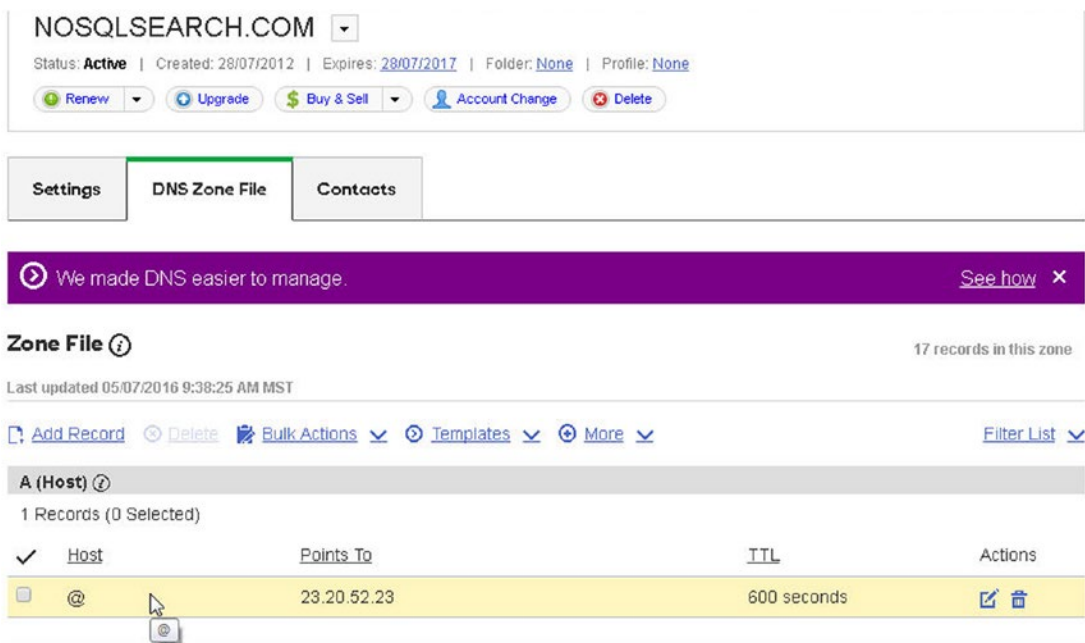 NOSQLSEARCH.COM
Status: Active | Created: 28/07/2012 | Expires: 28/07/2017 | Folder: None | Profile: None
Renew Upgrade $ Buy & Sell Account Change Delete
Settings DNS Zone File Contacts
We made DNS easier to manage. See how ×
Zone File 17 records in this zone
Last updated 05/07/2016 9:38:25 AM MST
Add Record Delete Bulk Actions Templates More Filter List
A (Host)
1 Records (0 Selected)
Host Points To TTL Actions
@ 23.20.52.23 600 seconds
@